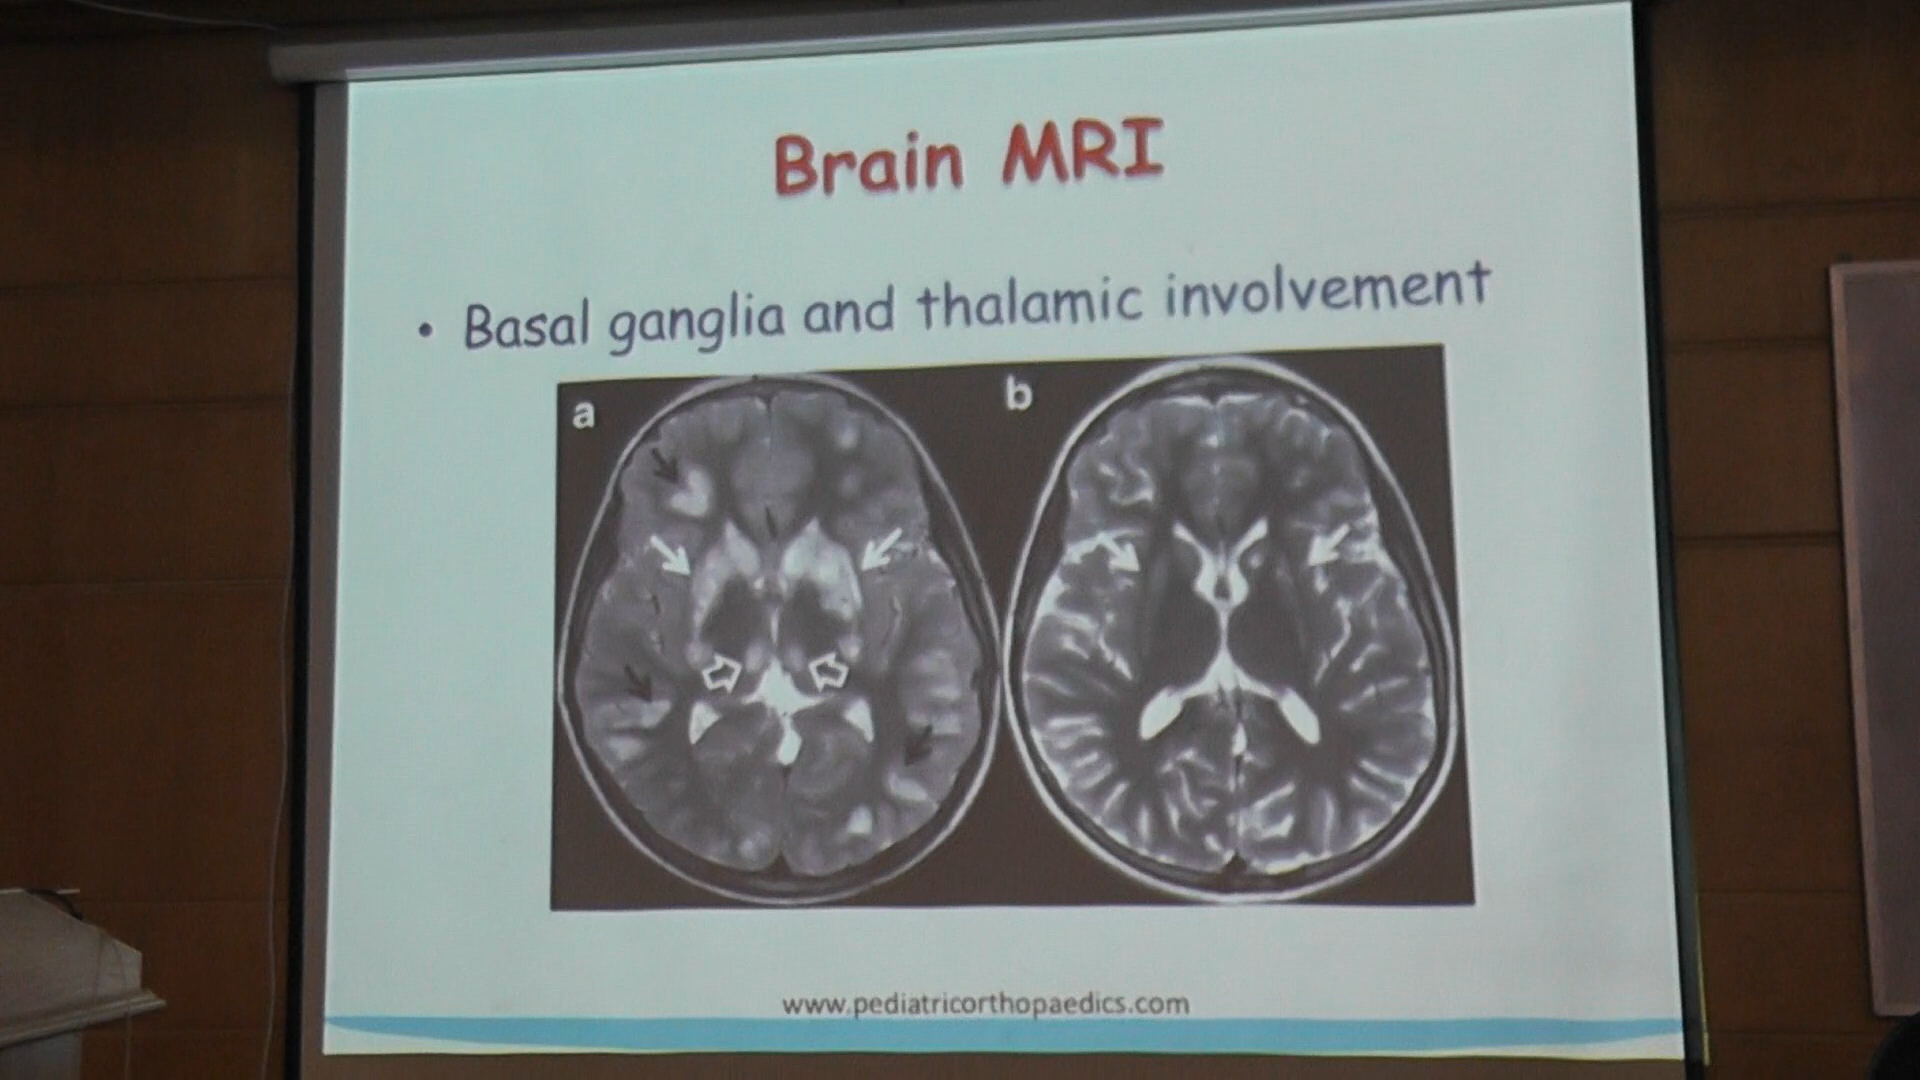 Brain MRI
• Basal ganglia and thalamic involvement
a
b
www.pediatricorthopaedics.com